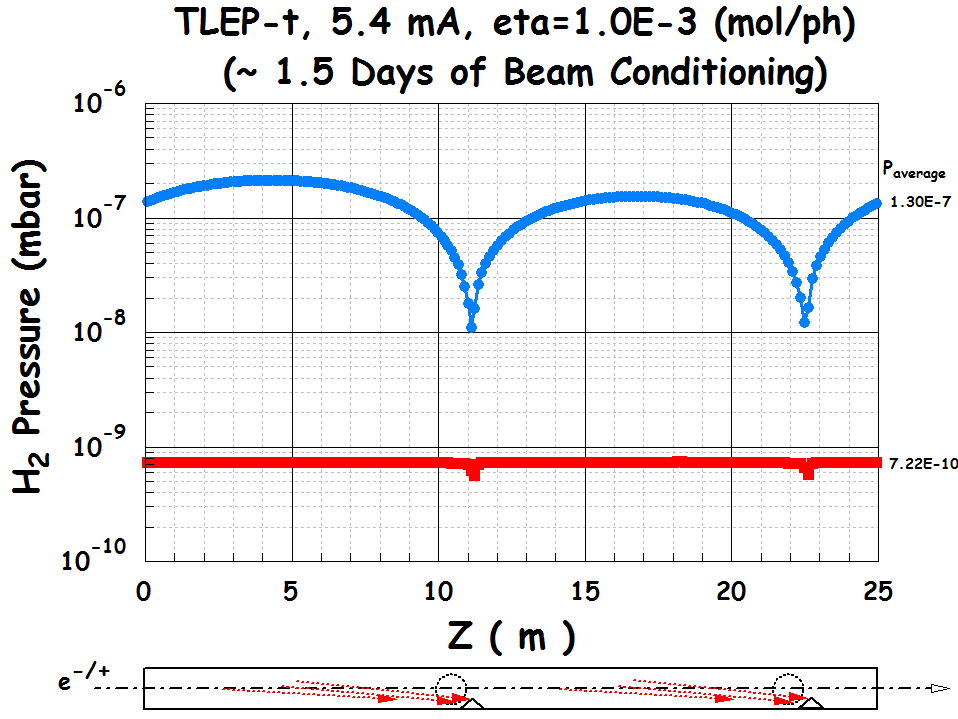 TLEP-t, 5.4 mA, eta=1.0E-3 (mol/ph)
(~ 1.5 Days of Beam Conditioning)
H2 Pressure (mbar)
10-6
10-7
10-8
10-9
10-10
Paverage
1.30E-7
7.22E-10
0 5 10 15 20 25
Z ( m )
e-/+